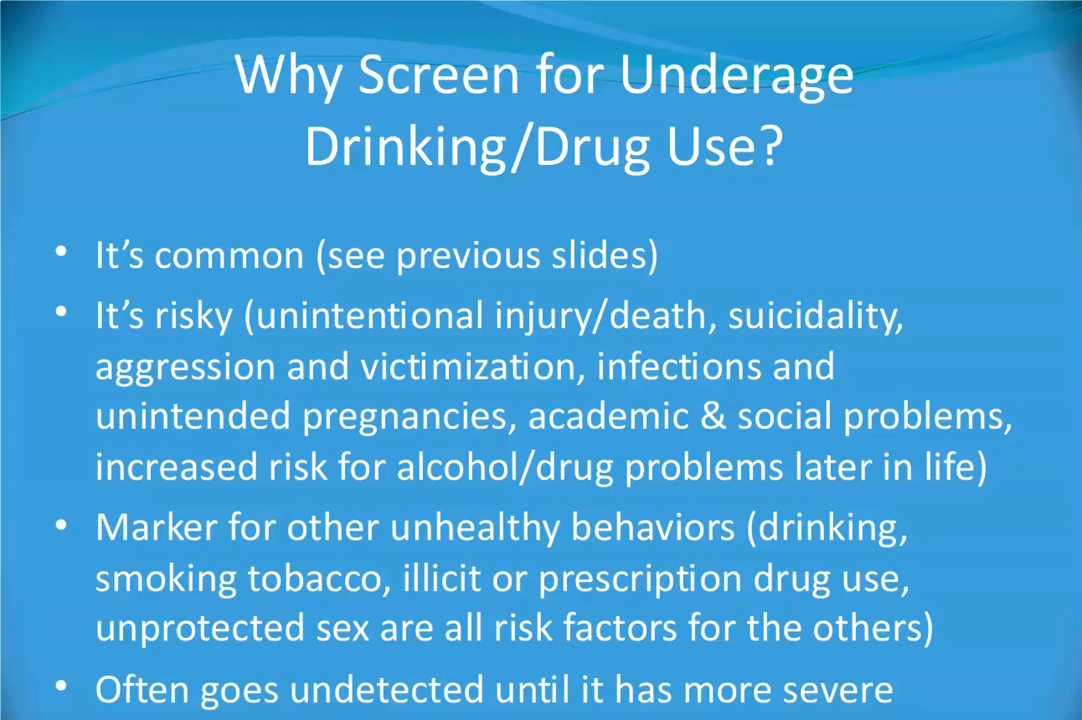 Why Screen for Underage
Drinking/Drug Use?
• It’s common (see previous slides)
• It’s risky (unintentional injury/death, suicidality,
aggression and victimization, infections and
unintended pregnancies, academic & social problems,
increased risk for alcohol/drug problems later in life)
• Marker for other unhealthy behaviors (drinking,
smoking tobacco, illicit or prescription drug use,
unprotected sex are all risk factors for the others)
• Often goes undetected until it has more severe